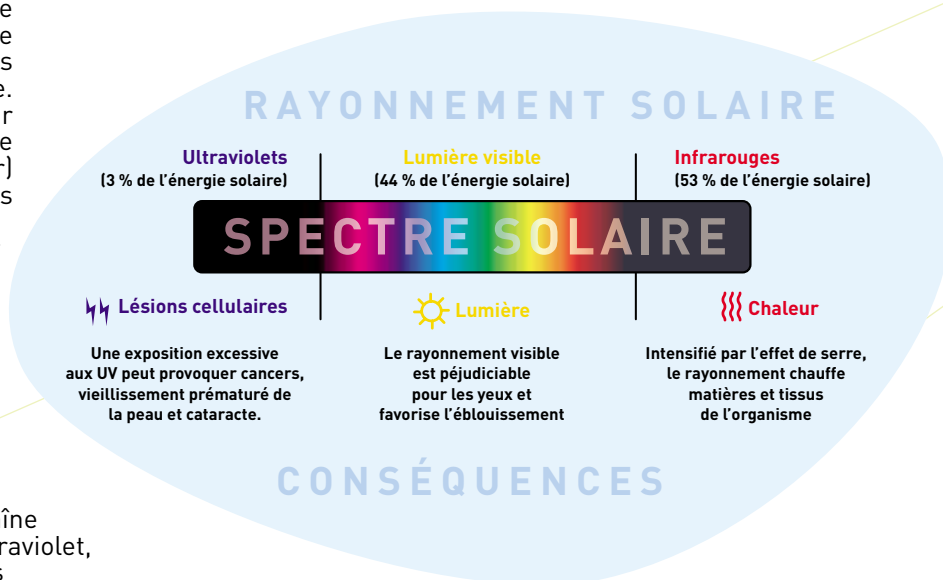 e
e
s
e.
r
e
r)
s
RAYONNEMENT SOLAIRE
Ultraviolets
(3 % de l’énergie solaire)
Lumière visible
(44 % de l’énergie solaire)
Infrarouges
(53 % de l’énergie solaire)
SPECTRE SOLAIRE
Lésions cellulaires
Une exposition excessive
aux UV peut provoquer cancers,
vieillissement prématuré de
la peau et cataracte.
Lumière
Le rayonnement visible
est péjudiciable
pour les yeux et
favorise l’éblouissement
Chaleur
Intensifié par l’effet de serre,
le rayonnement chauffe
matières et tissus
de l’organisme
CONSÉQUENCES
aîne
raviolet,
s